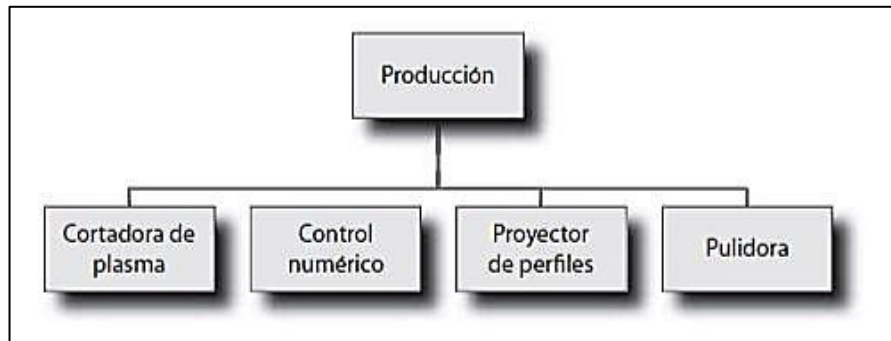 Producción
Cortadora de
plasma
Control
numérico
Proyector
de perfiles
Pulidora